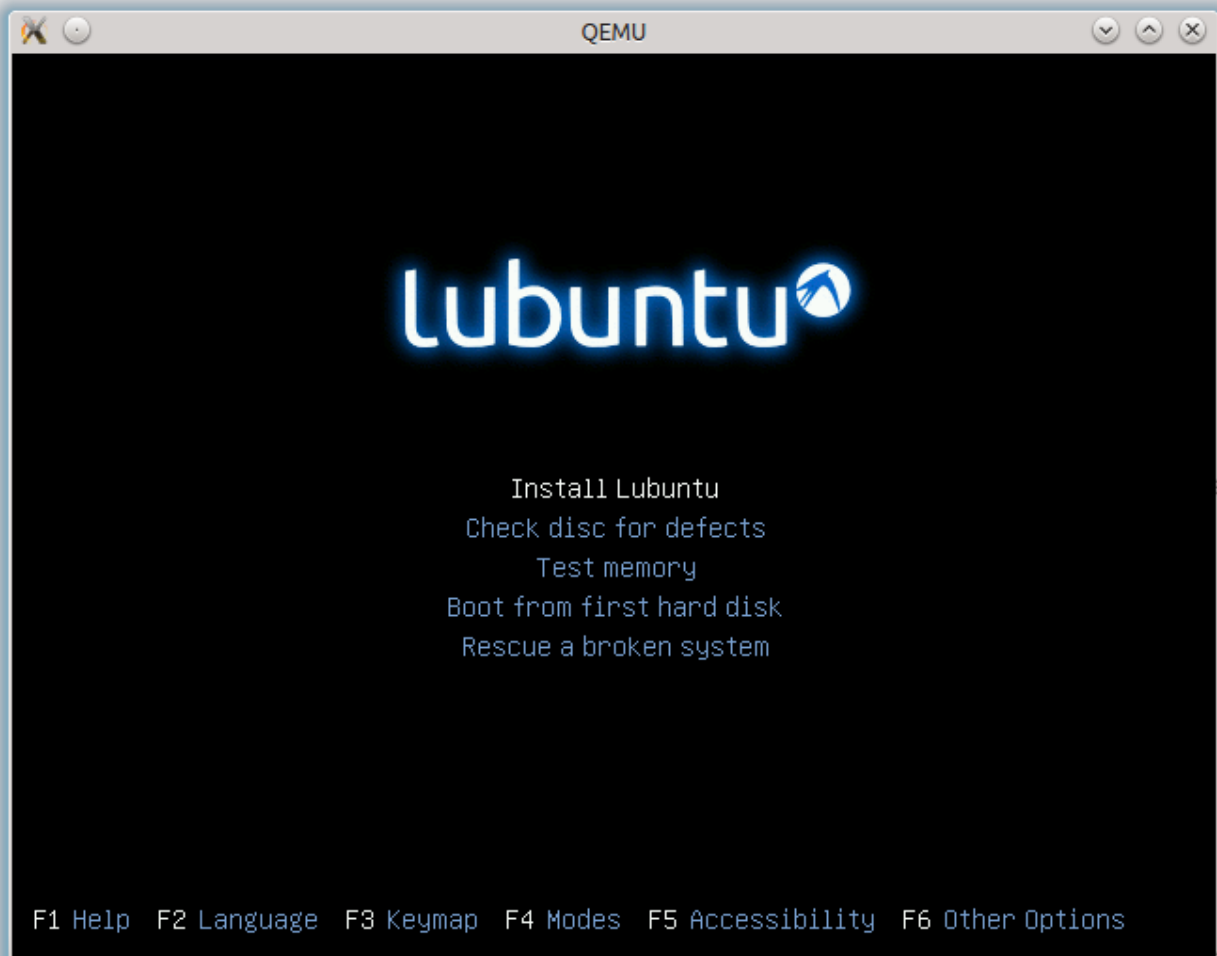 QEMU
lubuntu
Install Lubuntu
Check disc for defects
Test memory
Boot from first hard disk
Rescue a broken system
F1 Help F2 Language F3 Keymap F4 Modes F5 Accessibility F6 Other Options